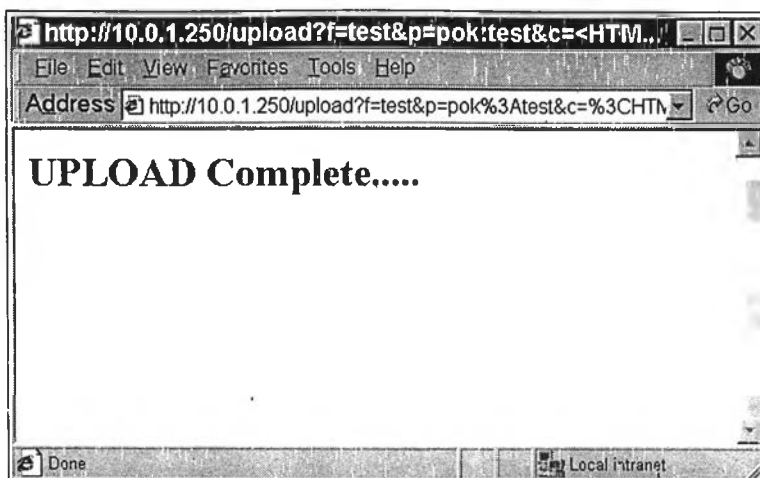 http://10.0.1.250/upload?f=test&p=pok:test&c=<HTM...
File Edit View Favorites Tools Help
Address http://10.0.1.250/upload?f=test&p=pok%3Atest&c=%3CHTM Go
UPLOAD Complete.....
Done Local intranet